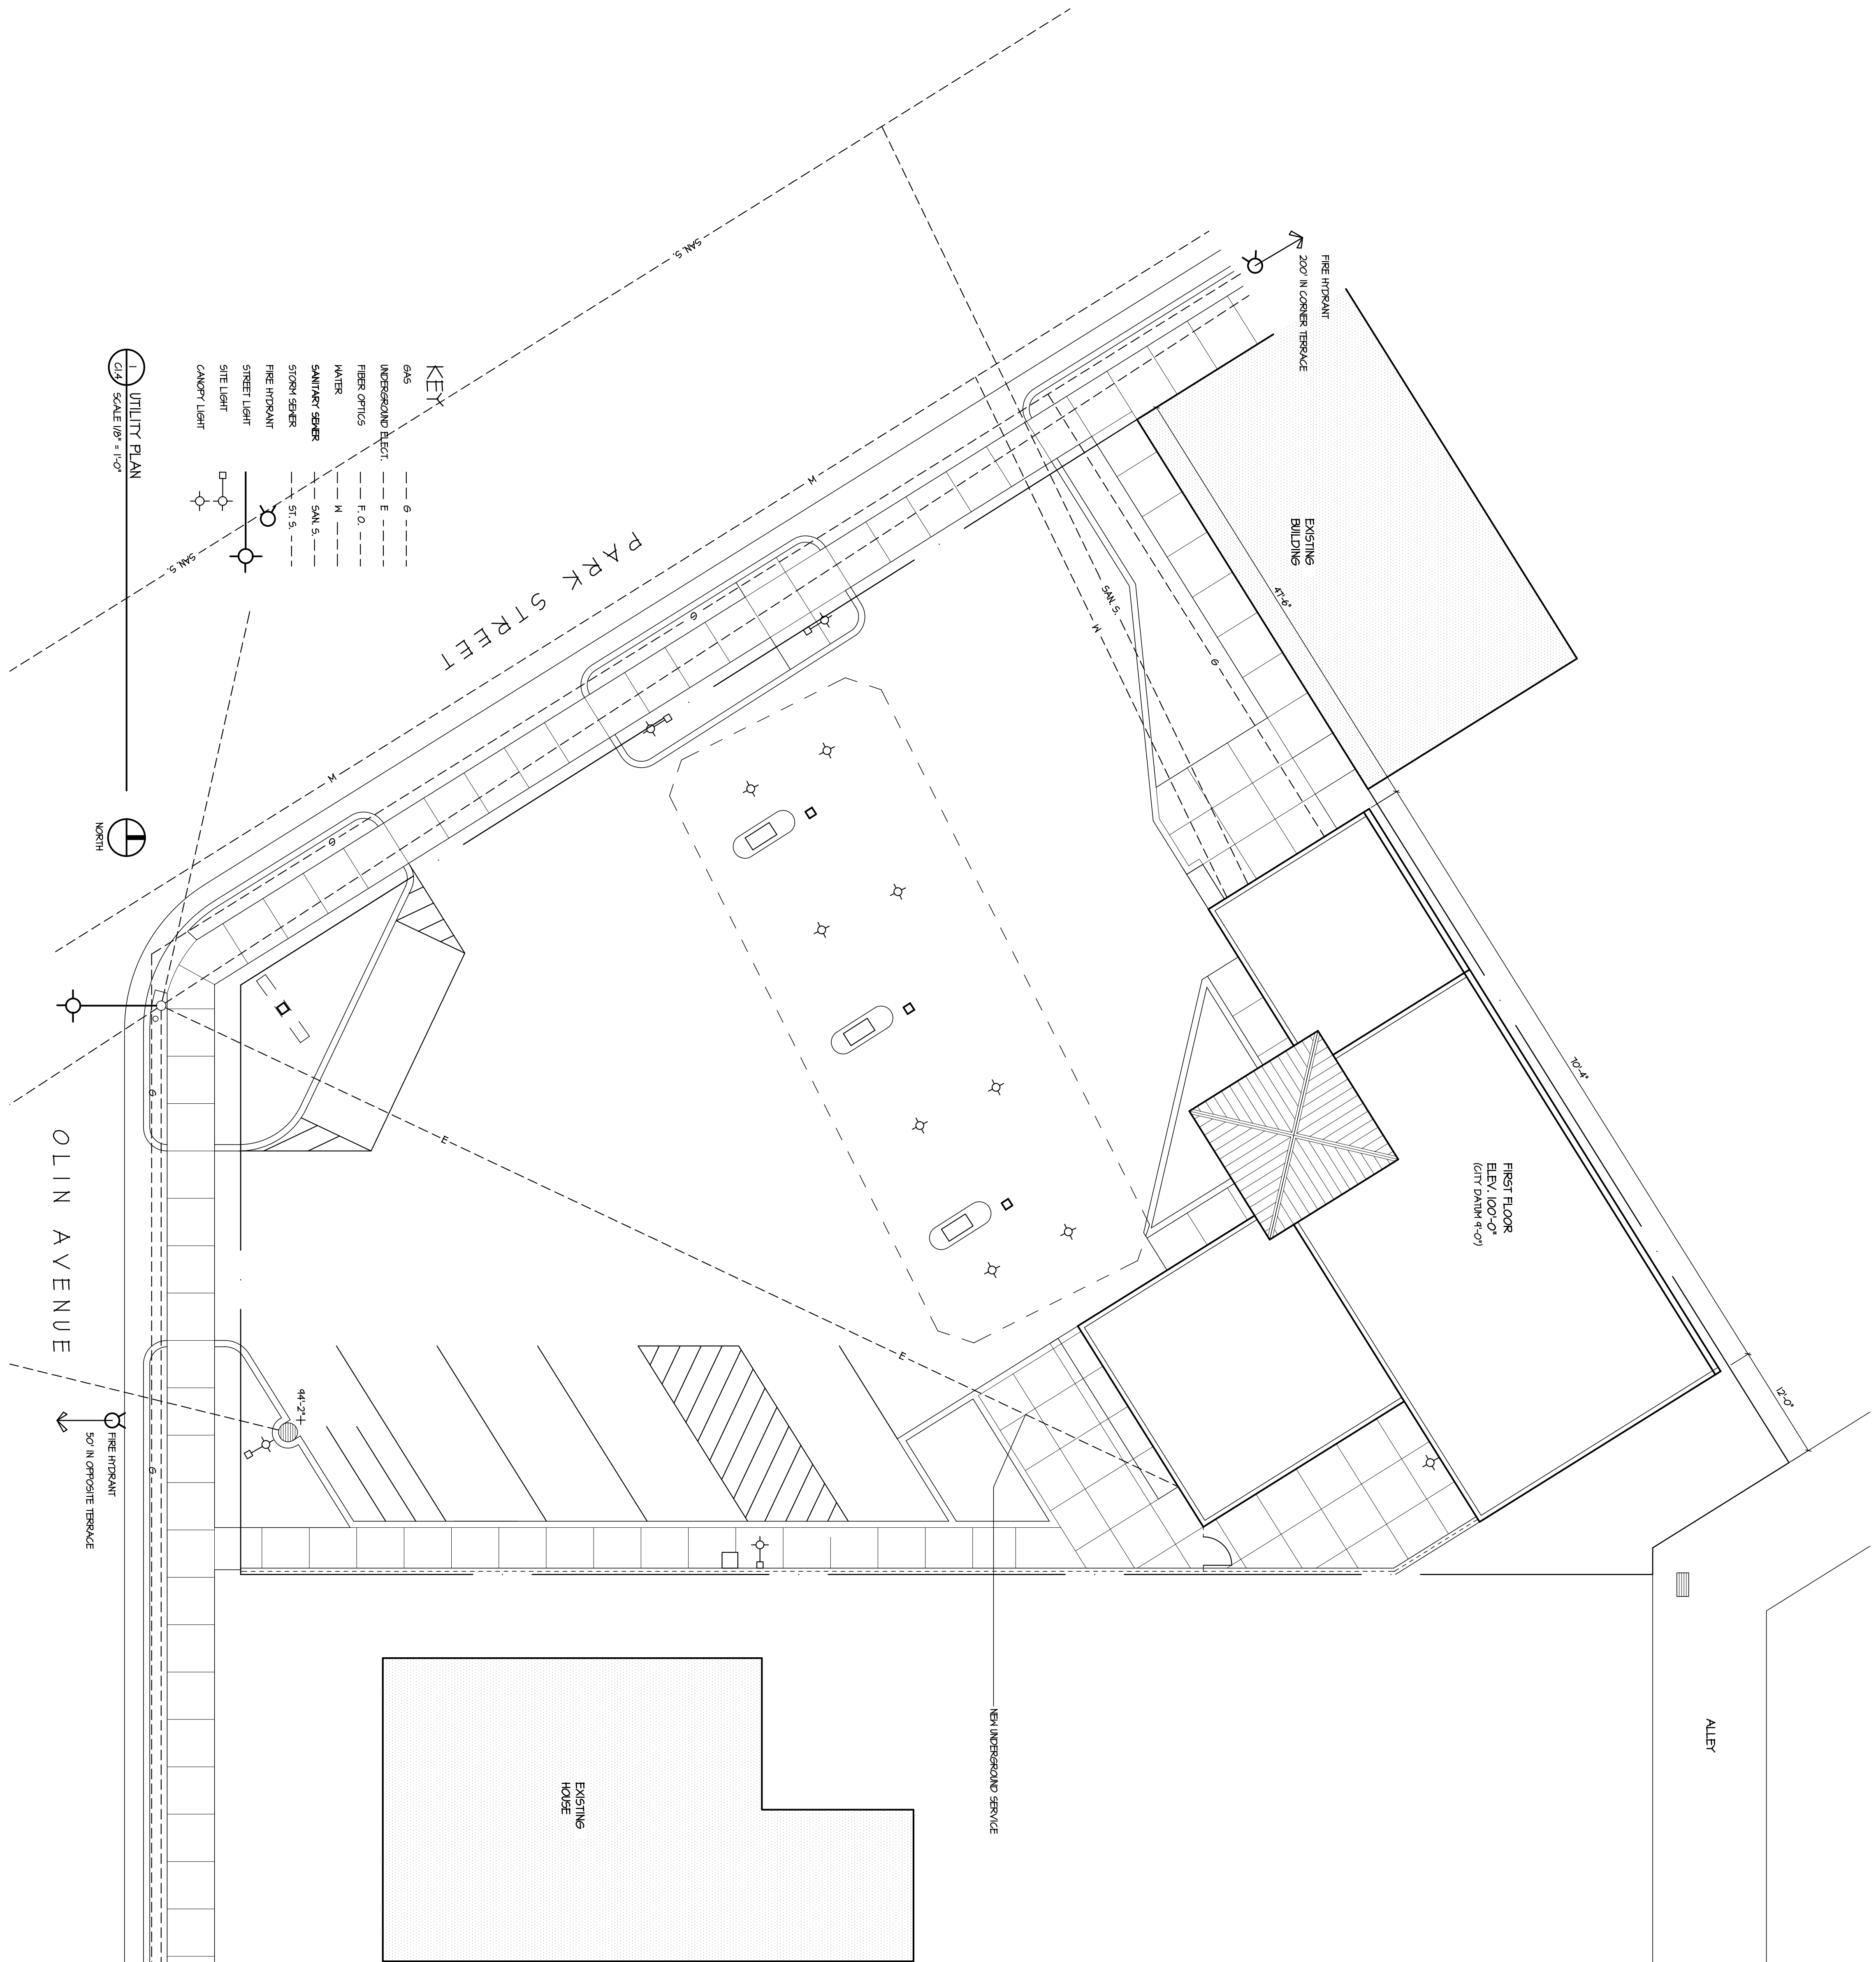 FIRE HYDRANT
200' IN CORNER TERRACE
EXISTING
BUILDING
47'-6"
70'-4"
12'-0"
FIRST FLOOR
ELEV. 100'-0"
(CITY DATUM 9'-0")
ALLEY
SAN. S.
SAN. S.
SAN. S.
W
W
W
G
G
G
G
G
E
E
PARK STREET
KEY
GAS G
UNDERGROUND ELECT. E
FIBER OPTICS F. O.
WATER W
SANITARY SEWER SAN. S.
STORM SEWER ST. S.
FIRE HYDRANT
STREET LIGHT
SITE LIGHT
CANOPY LIGHT
1
C1.4
UTILITY PLAN
SCALE 1/8" = 1'-0"
NORTH
OLIN AVENUE
94'-2"
FIRE HYDRANT
50' IN OPPOSITE TERRACE
NEW UNDERGROUND SERVICE
EXISTING
HOUSE